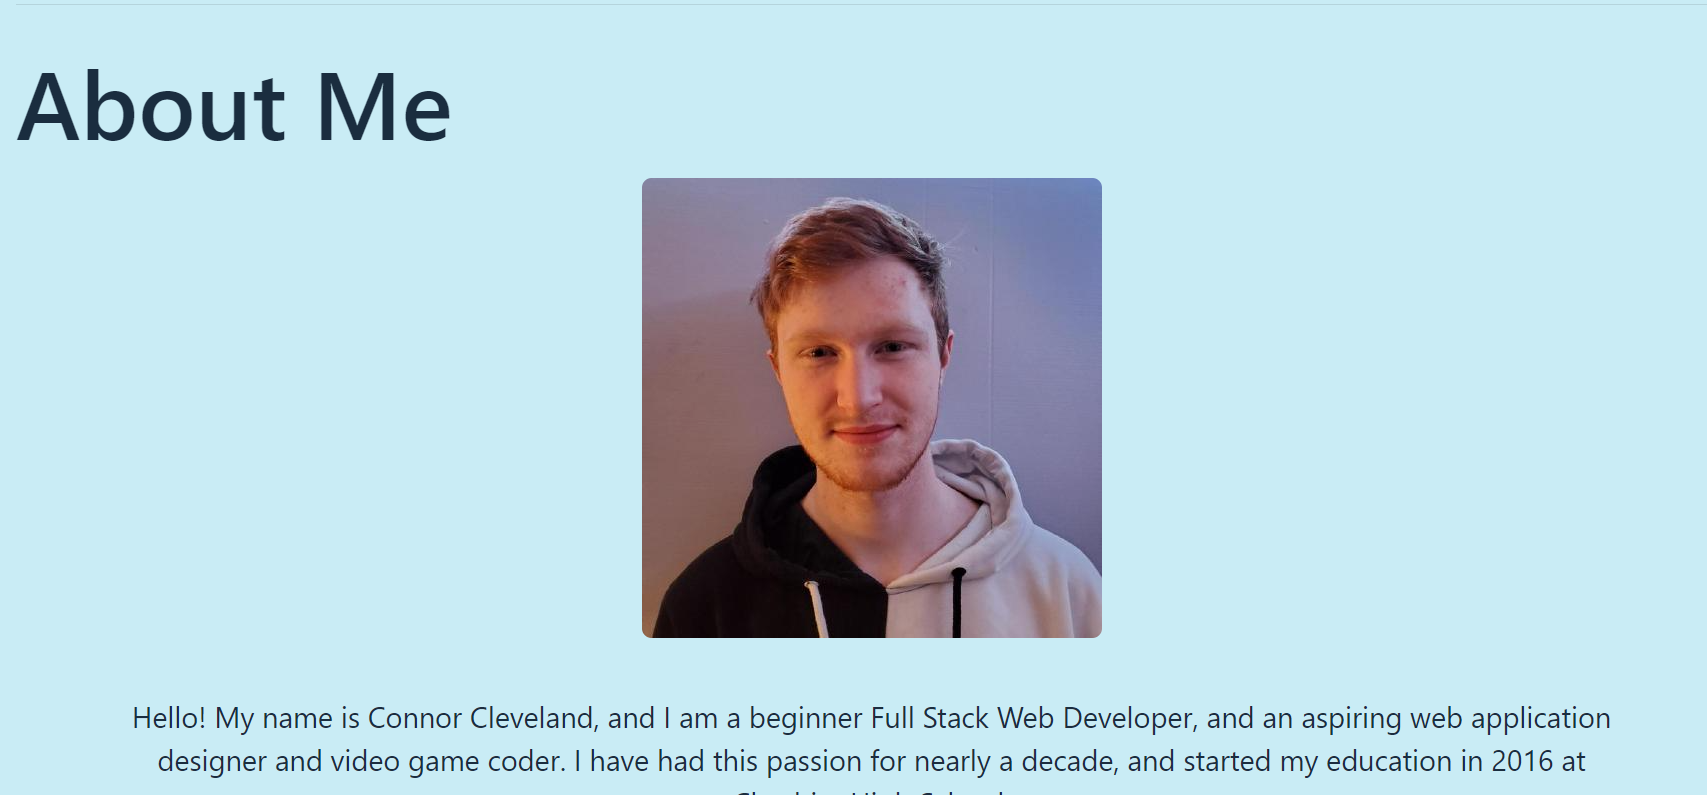 About Me
Hello! My name is Connor Cleveland, and I am a beginner Full Stack Web Developer, and an aspiring web application
designer and video game coder. I have had this passion for nearly a decade, and started my education in 2016 at